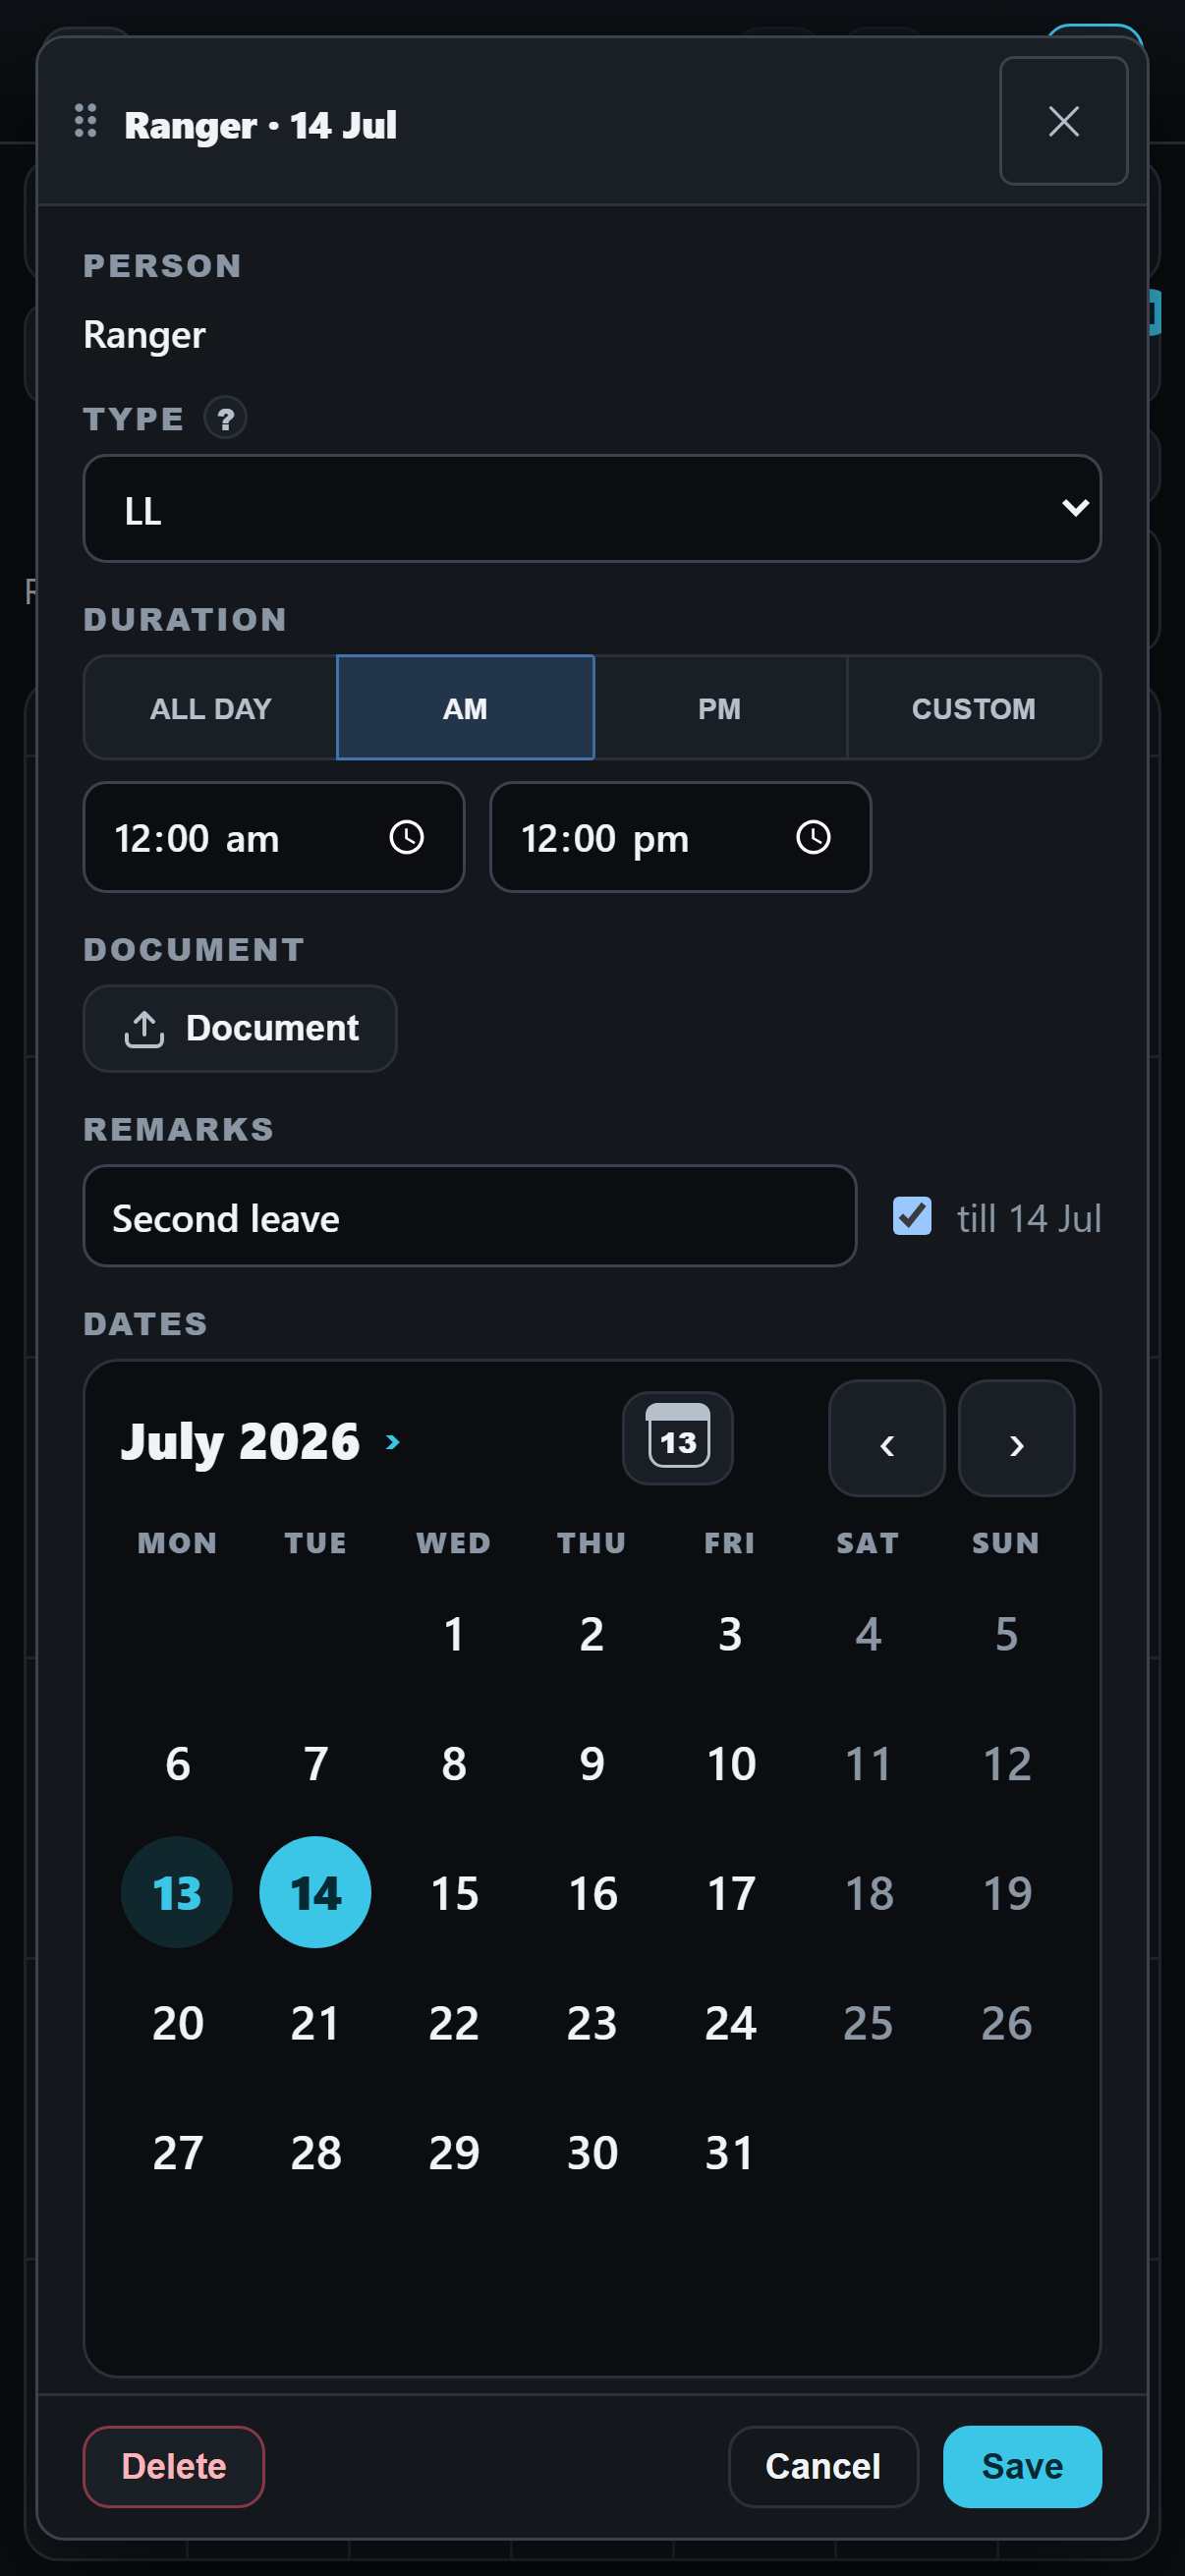 Ranger · 14 Jul
PERSON
Ranger
TYPE ?
LL
DURATION
ALL DAY AM PM CUSTOM
12:00 am 12:00 pm
DOCUMENT
Document
REMARKS
Second leave till 14 Jul
DATES
July 2026 › 13 ‹ ›
MON TUE WED THU FRI SAT SUN
1 2 3 4 5
6 7 8 9 10 11 12
13 14 15 16 17 18 19
20 21 22 23 24 25 26
27 28 29 30 31
Delete Cancel Save